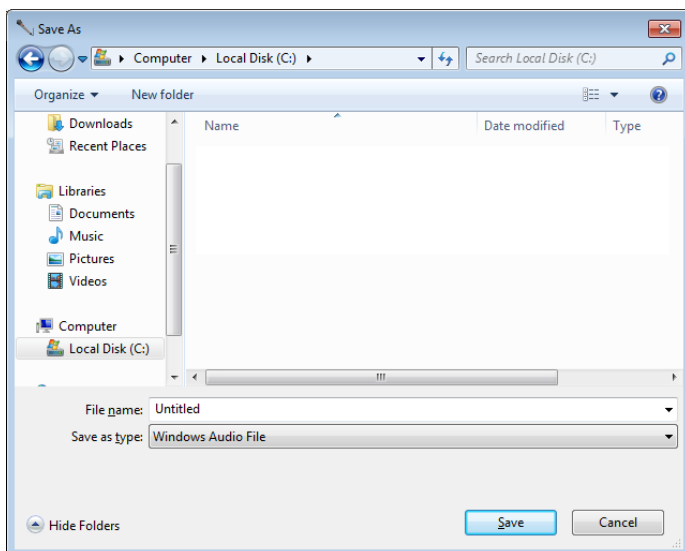 Save As
Computer Local Disk (C:) Search Local Disk (C:)
Organize New folder
Downloads Name Date modified Type
Recent Places
Libraries
Documents
Music
Pictures
Videos
Computer
Local Disk (C:)
File name: Untitled
Save as type: Windows Audio File
Hide Folders Save Cancel